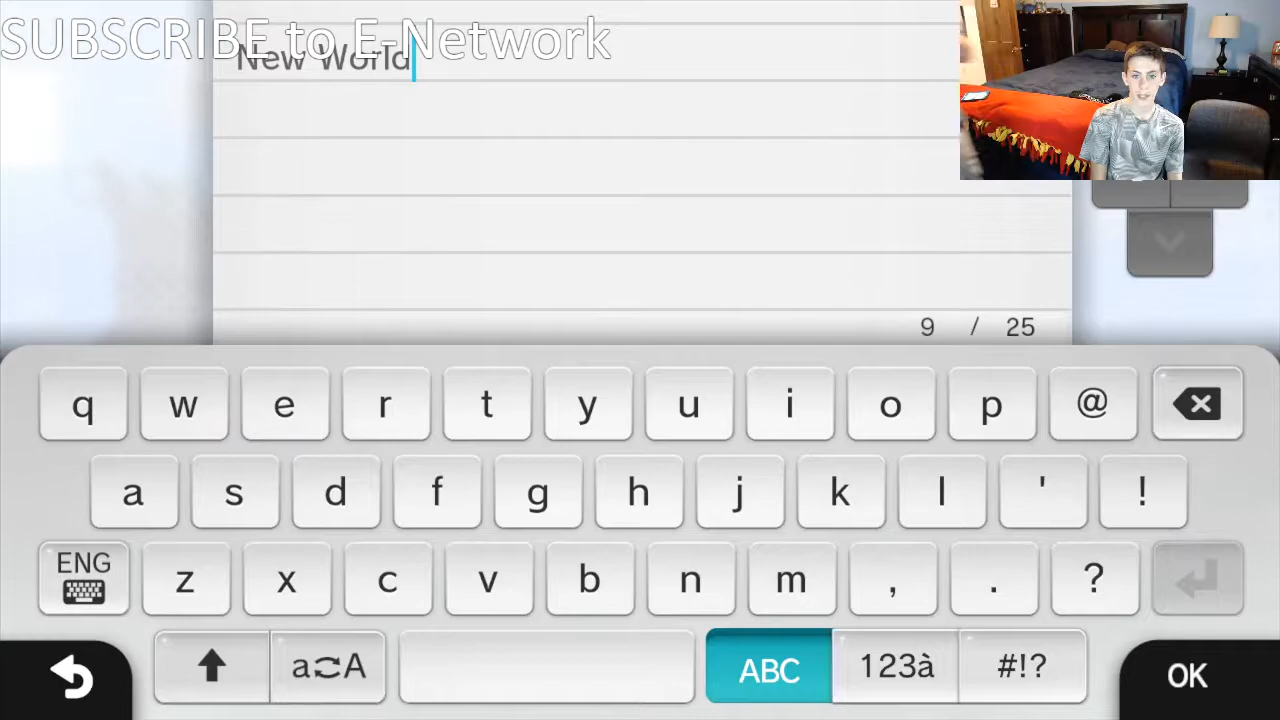 SUBSCRIBE to E-Network
New World
9 / 25
q w e r t y u i o p @
a s d f g h j k l ' !
ENG z x c v b n m , . ?
a A ABC 123à #!? OK